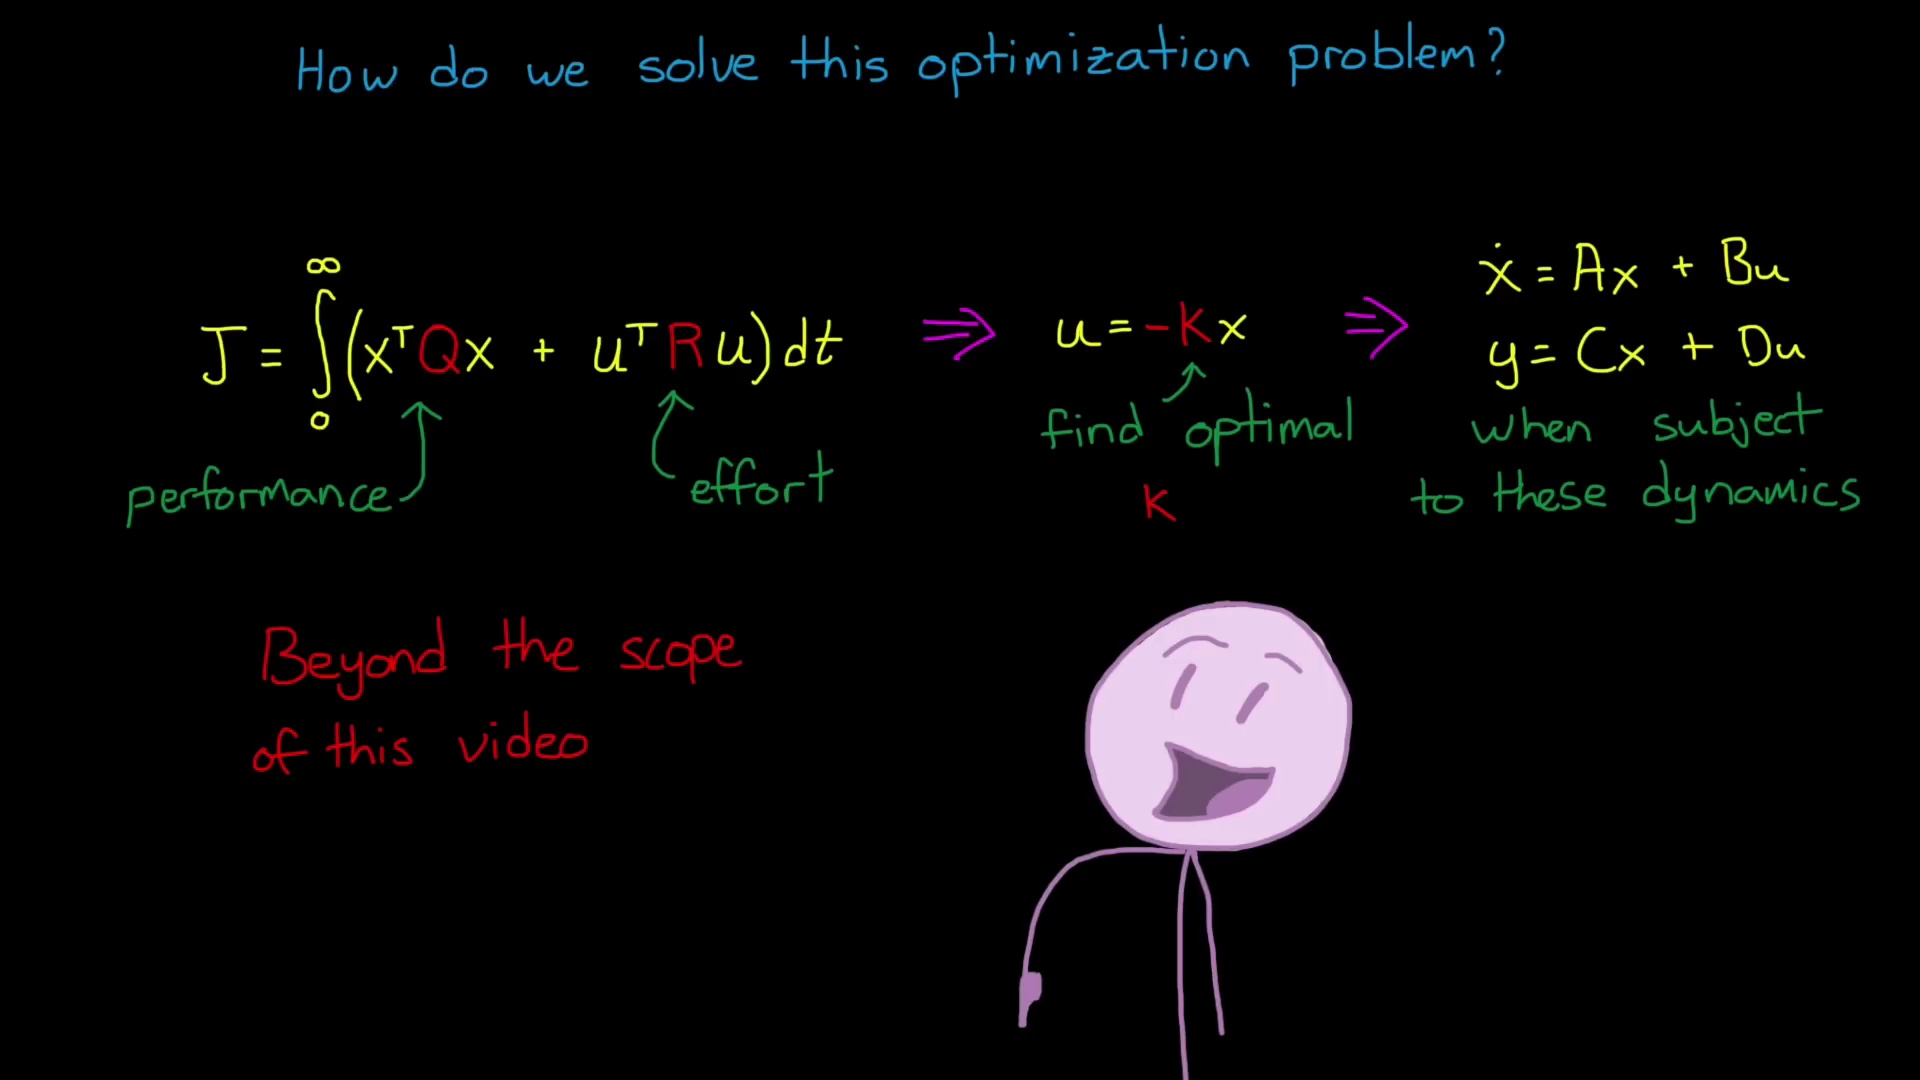 How do we solve this optimization problem?
J = ∫₀^∞ (xᵀQx + uᵀRu) dt ⇒ u = -Kx ⇒ ẋ = Ax + Bu
y = Cx + Du
performance
effort
find optimal
K
when subject
to these dynamics
Beyond the scope
of this video